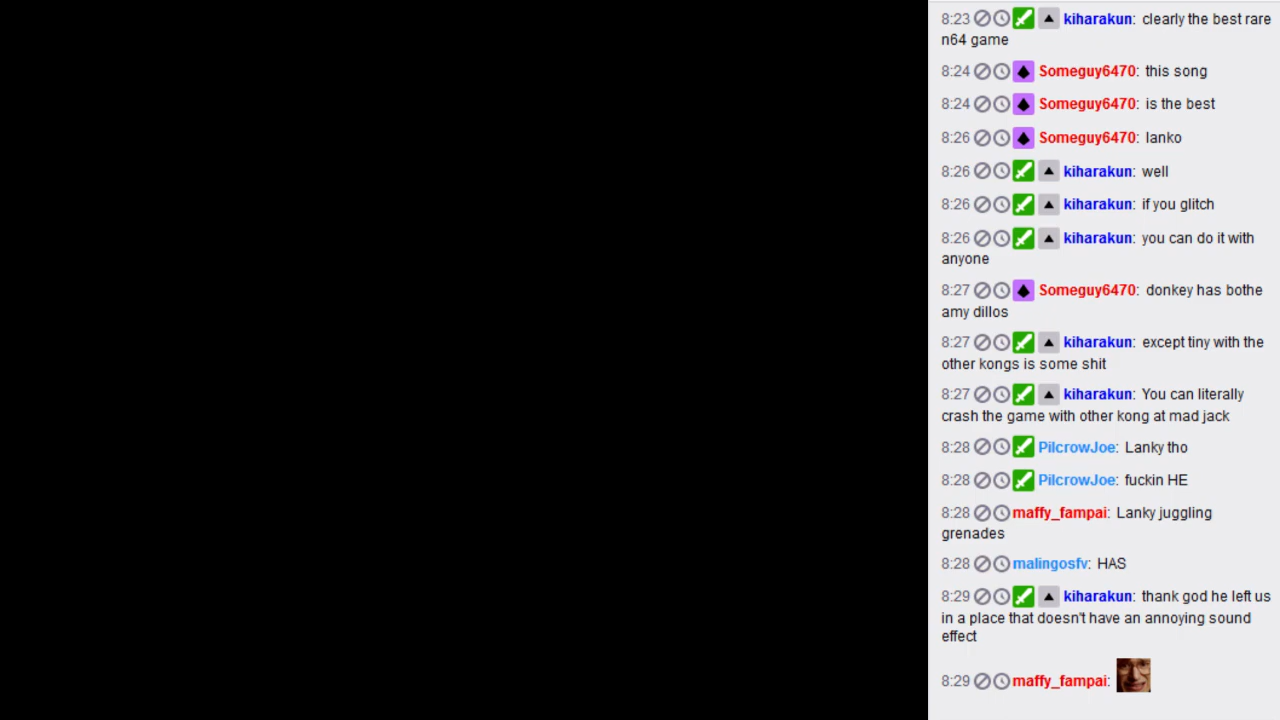 8:23 kiharakun: clearly the best rare
n64 game
8:24 Someguy6470: this song
8:24 Someguy6470: is the best
8:26 Someguy6470: lanko
8:26 kiharakun: well
8:26 kiharakun: if you glitch
8:26 kiharakun: you can do it with
anyone
8:27 Someguy6470: donkey has bothe
amy dillos
8:27 kiharakun: except tiny with the
other kongs is some shit
8:27 kiharakun: You can literally
crash the game with other kong at mad jack
8:28 PilcrowJoe: Lanky tho
8:28 PilcrowJoe: fuckin HE
8:28 maffy_fampai: Lanky juggling
grenades
8:28 malingosfv: HAS
8:29 kiharakun: thank god he left us
in a place that doesn't have an annoying sound
effect
8:29 maffy_fampai: